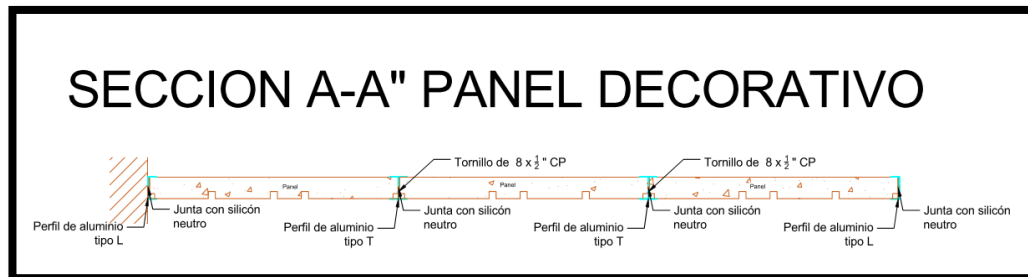 SECCION A-A" PANEL DECORATIVO
Tornillo de 8 x 1/2 " CP
Tornillo de 8 x 1/2 " CP
Panel
Panel
Panel
Junta con silicón
neutro
Junta con silicón
neutro
Junta con silicón
neutro
Junta con silicón
neutro
Perfil de aluminio
tipo L
Perfil de aluminio
tipo T
Perfil de aluminio
tipo T
Perfil de aluminio
tipo L